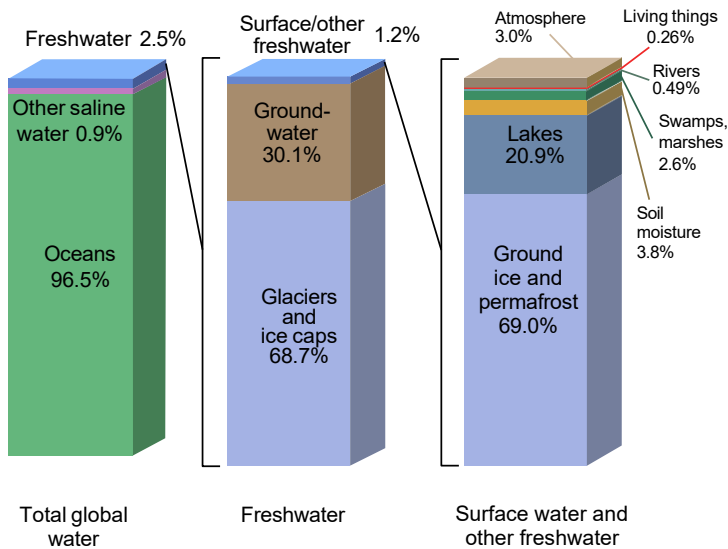 Freshwater 2.5%
Other saline
water 0.9%
Oceans
96.5%
Total global
water
Surface/other
freshwater 1.2%
Ground-
water
30.1%
Glaciers
and
ice caps
68.7%
Freshwater
Atmosphere
3.0%
Living things
0.26%
Rivers
0.49%
Swamps,
marshes
2.6%
Soil
moisture
3.8%
Lakes
20.9%
Ground
ice and
permafrost
69.0%
Surface water and
other freshwater